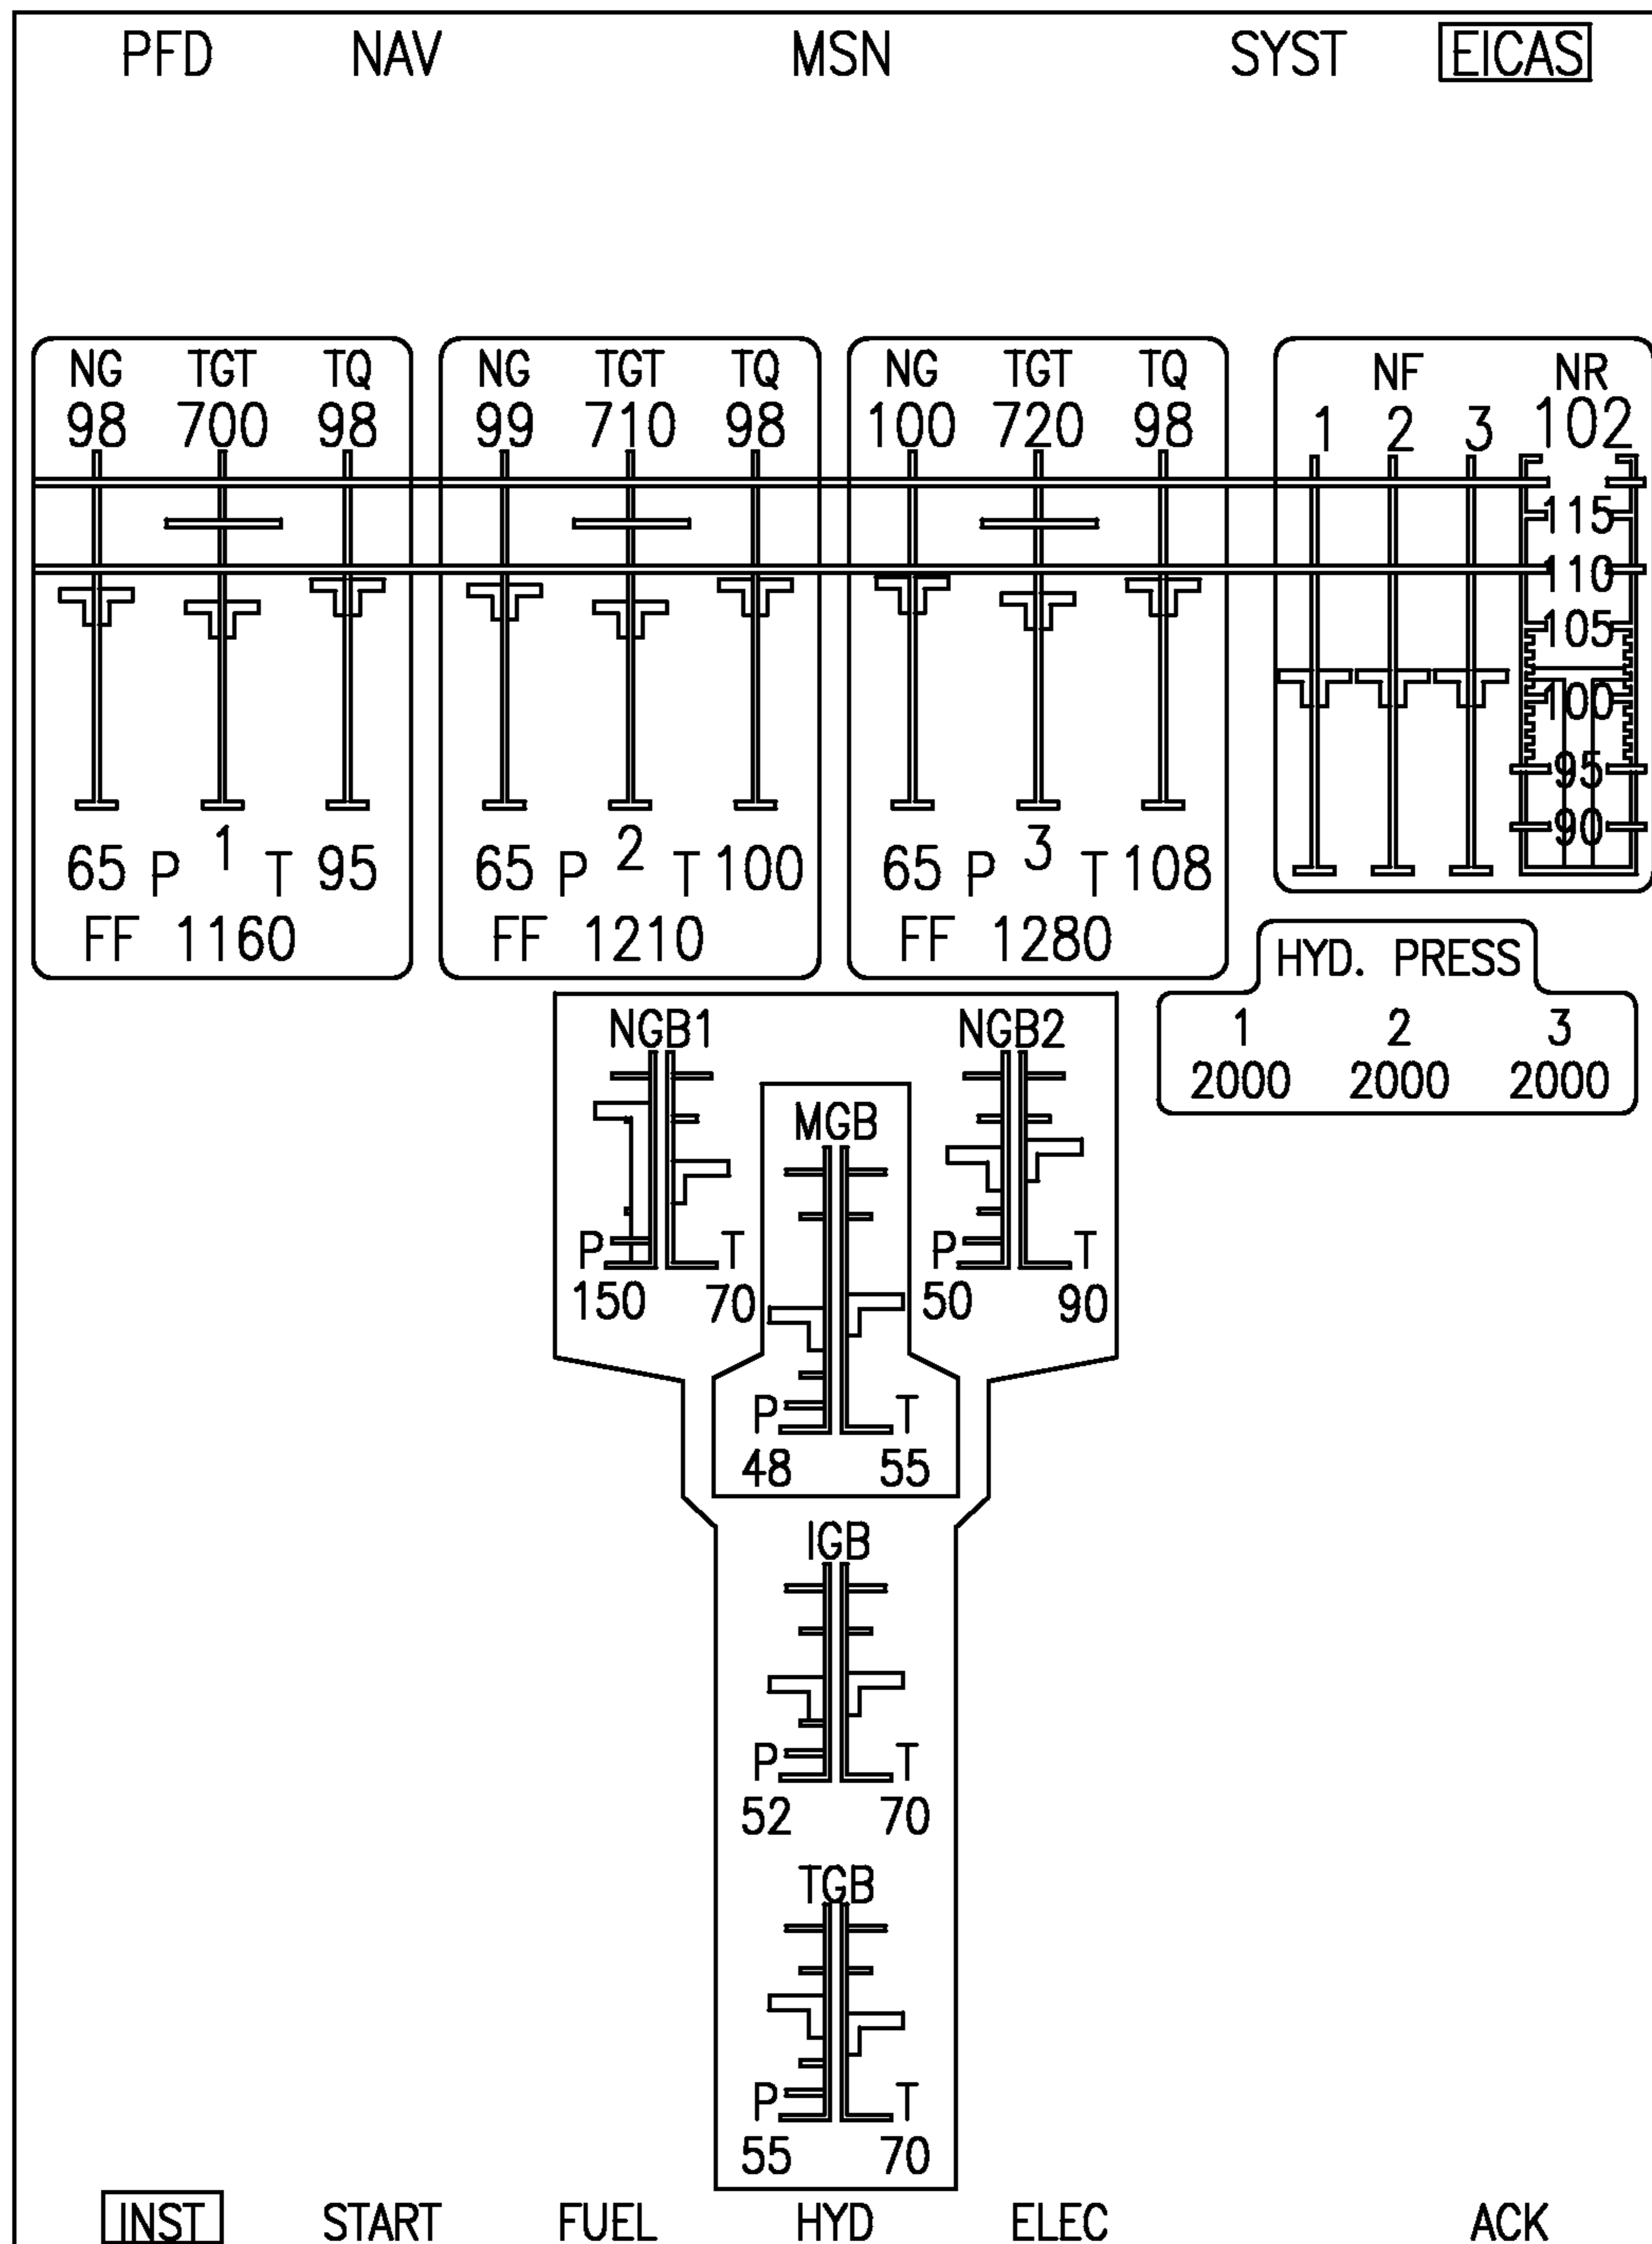 PFD NAV MSN SYST EICAS
NG TGT TQ NG TGT TQ NG TGT TQ NF NR
98 700 98 99 710 98 100 720 98 1 2 3 102
115
110
105
100
95
90
65 P 1 T 95 65 P 2 T 100 65 P 3 T 108
FF 1160 FF 1210 FF 1280
HYD. PRESS
1 2 3
2000 2000 2000
NGB1 NGB2
MGB
P T P T
150 70 50 90
P T
48 55
IGB
P T
52 70
TGB
P T
55 70
INST START FUEL HYD ELEC ACK